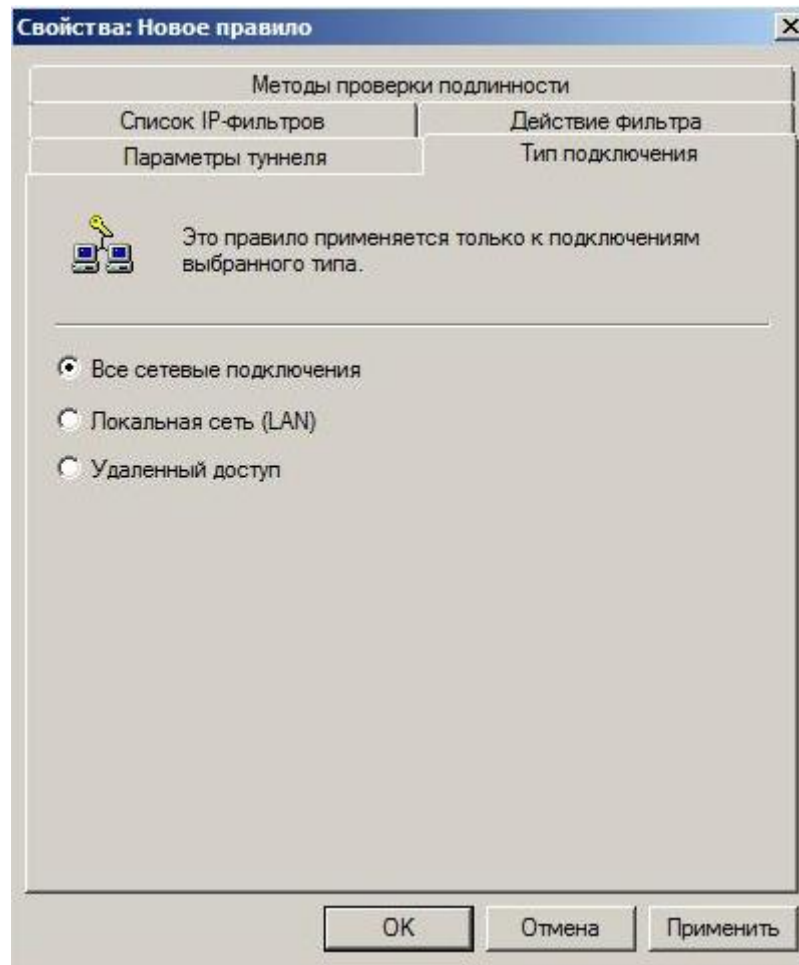 Свойства: Новое правило
Методы проверки подлинности
Список IP-фильтров Действие фильтра
Параметры туннеля Тип подключения
Это правило применяется только к подключениям
выбранного типа.
Все сетевые подключения
Локальная сеть (LAN)
Удаленный доступ
OK Отмена Применить